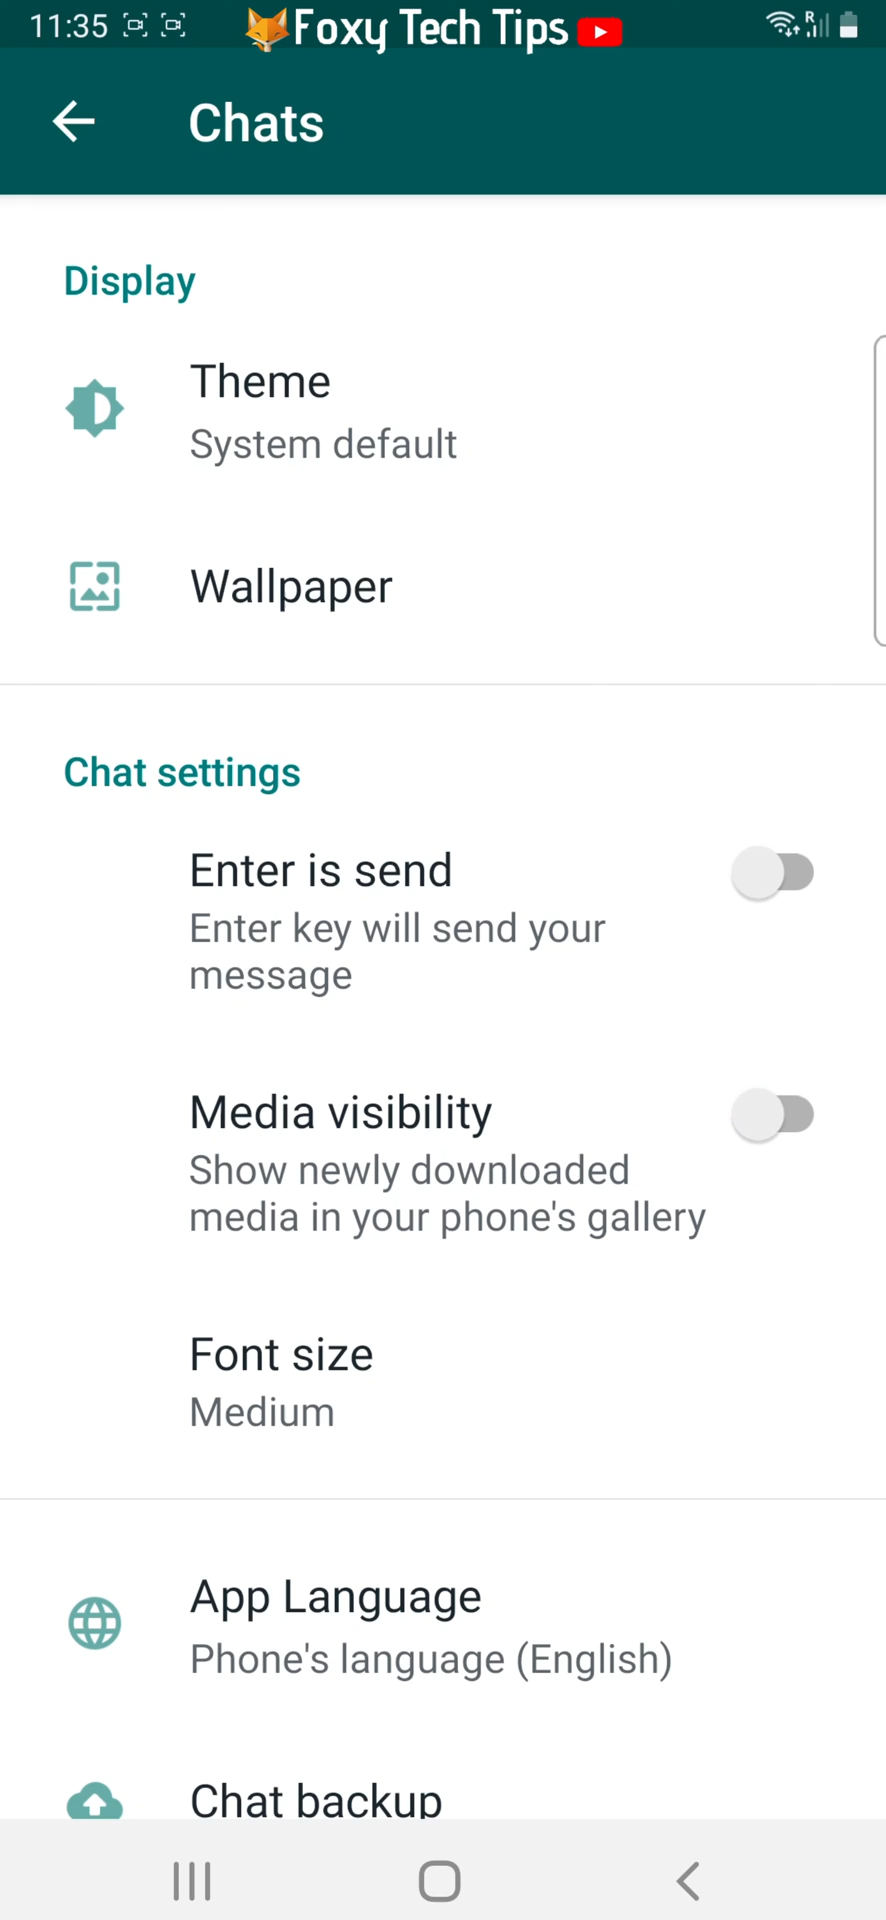 11:35 Foxy Tech Tips R
Chats
Display
Theme
System default
Wallpaper
Chat settings
Enter is send
Enter key will send your
message
Media visibility
Show newly downloaded
media in your phone's gallery
Font size
Medium
App Language
Phone's language (English)
Chat backup